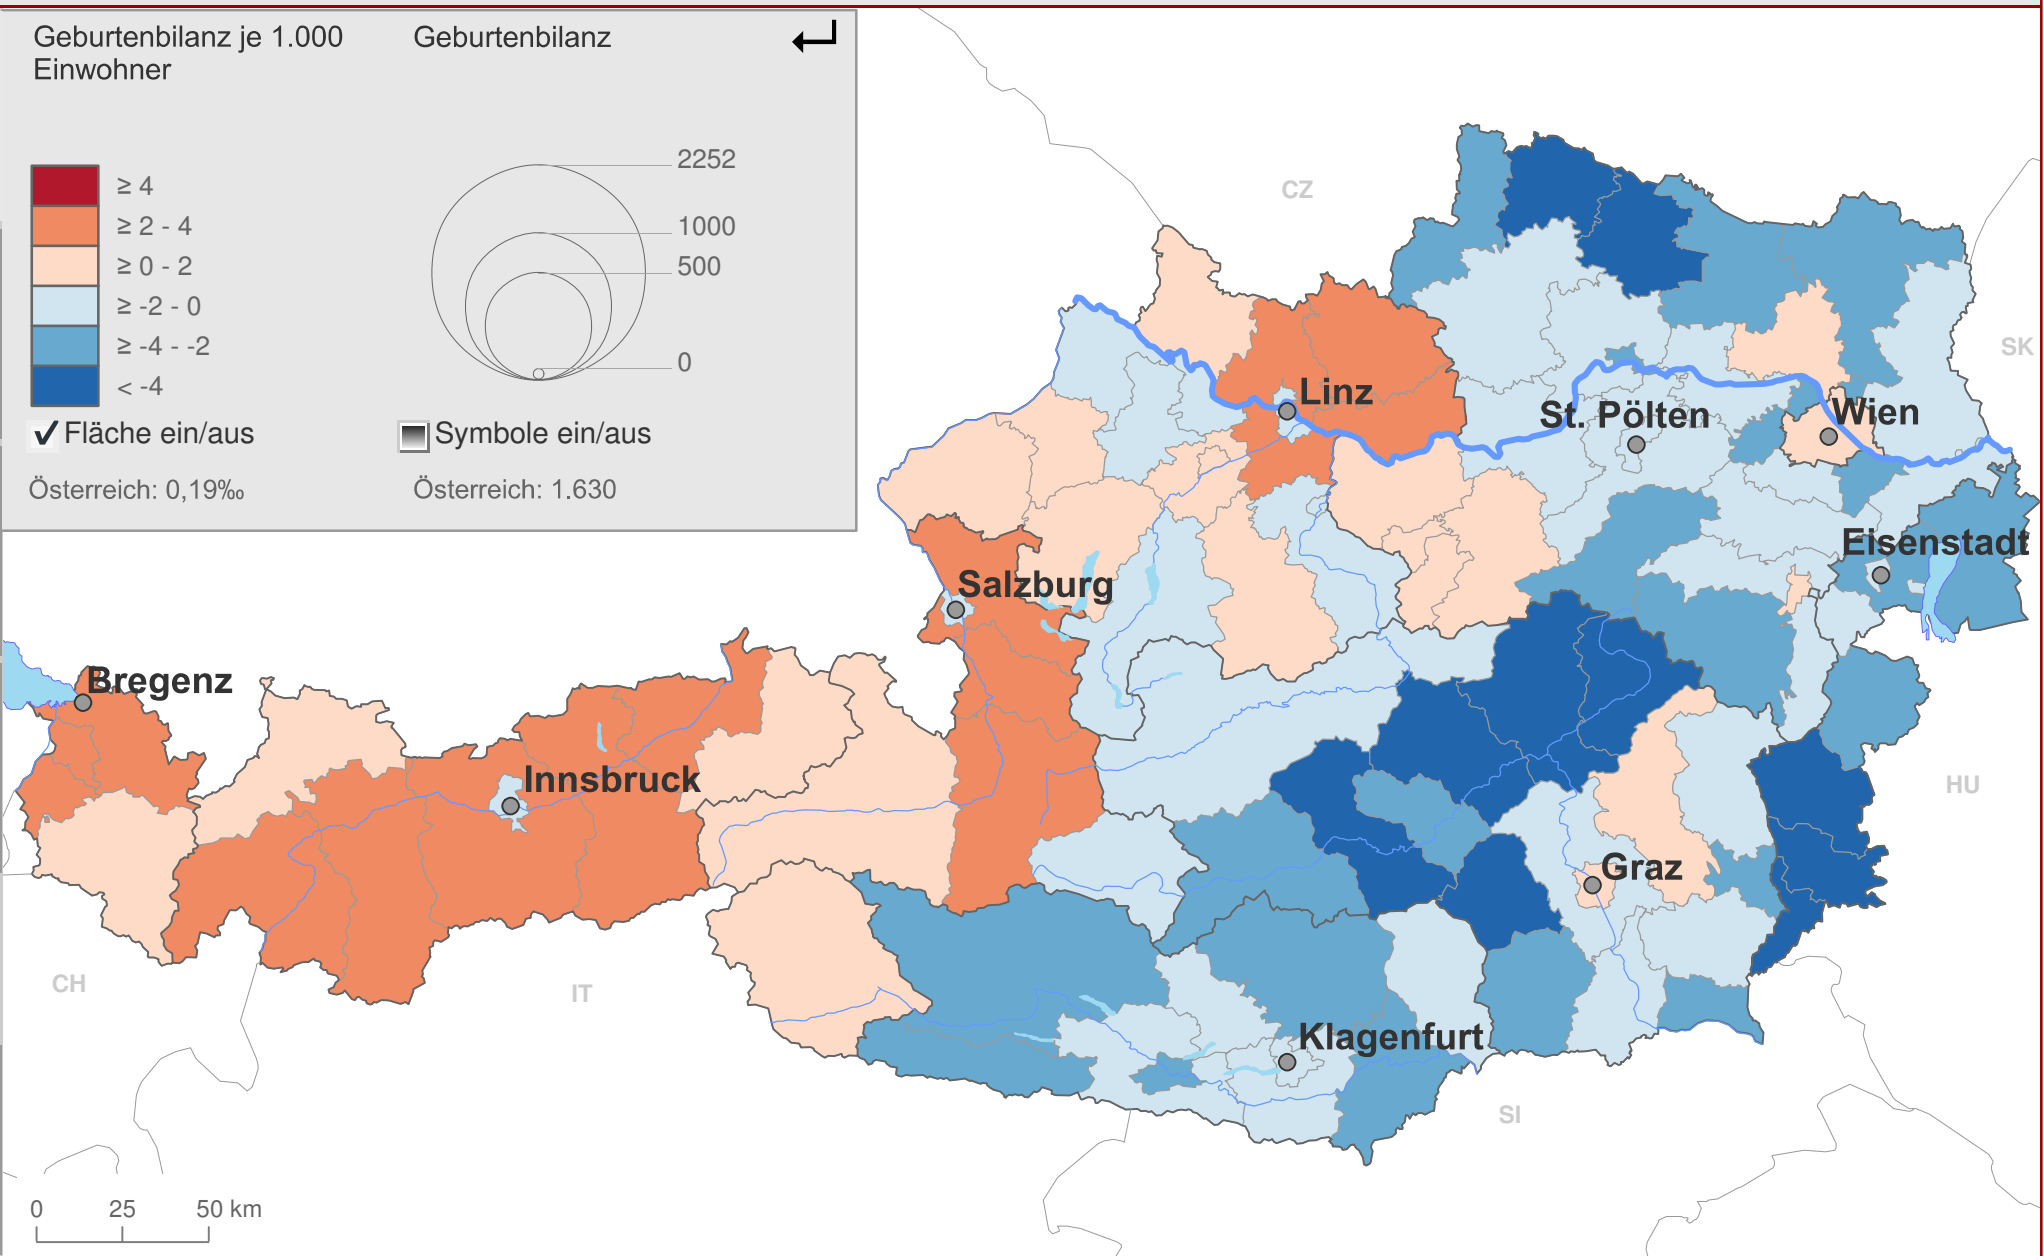 Geburtenbilanz je 1.000
Einwohner
Geburtenbilanz
≥ 4
≥ 2 - 4
≥ 0 - 2
≥ -2 - 0
≥ -4 - -2
< -4
2252
1000
500
0
Fläche ein/aus
Symbole ein/aus
Österreich: 0,19‰
Österreich: 1.630
CZ
SK
Linz
St. Pölten
Wien
Eisenstadt
Salzburg
Bregenz
Innsbruck
HU
Graz
CH
IT
Klagenfurt
SI
0 25 50 km